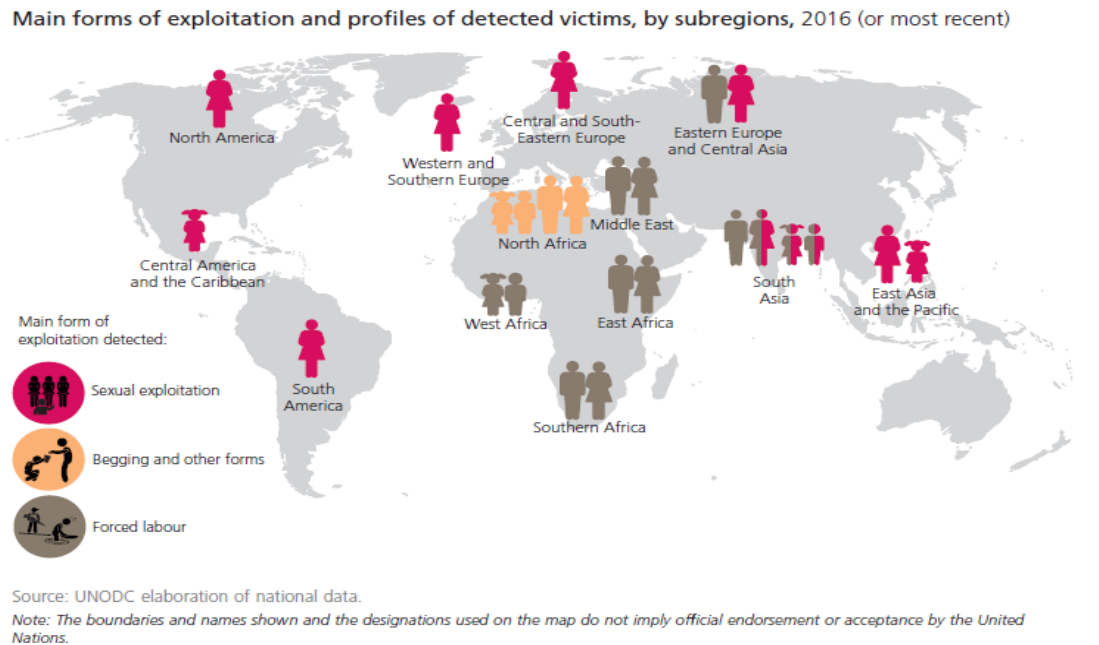 Main forms of exploitation and profiles of detected victims, by subregions, 2016 (or most recent)
North America
Western and
Southern Europe
Central and South-
Eastern Europe
Eastern Europe
and Central Asia
Middle East
North Africa
Central America
and the Caribbean
South
Asia
East Asia
and the Pacific
West Africa
East Africa
South
America
Southern Africa
Main form of
exploitation detected:
Sexual exploitation
Begging and other forms
Forced labour
Source: UNODC elaboration of national data.
Note: The boundaries and names shown and the designations used on the map do not imply official endorsement or acceptance by the United
Nations.